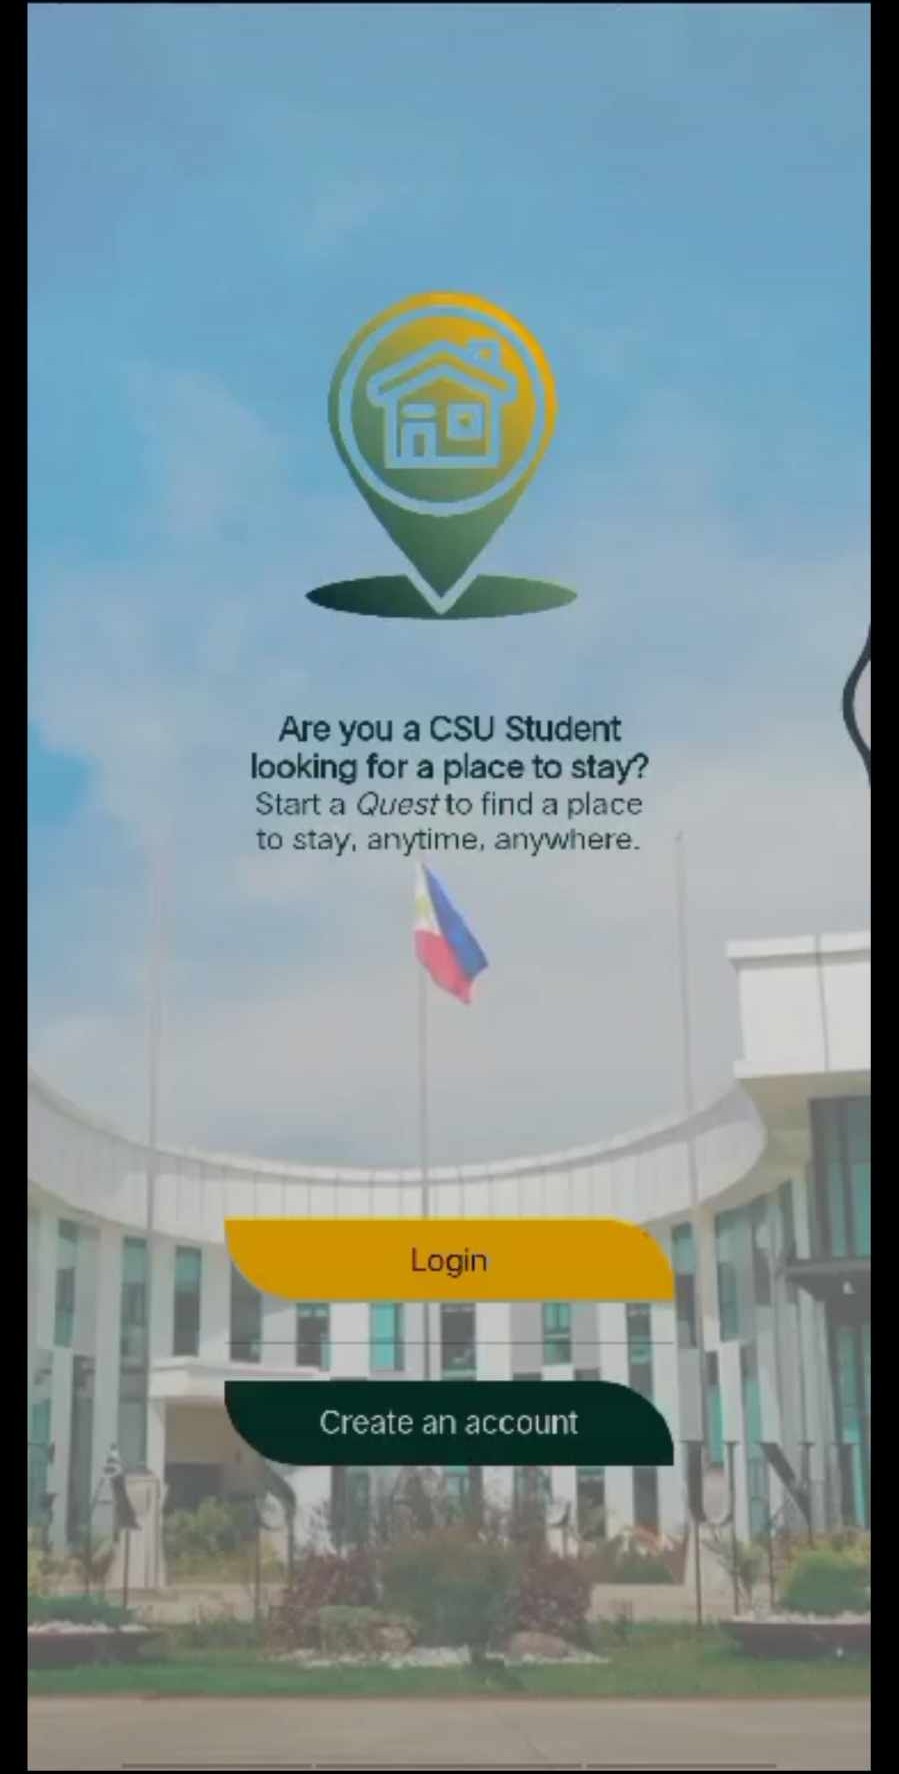 Are you a CSU Student
looking for a place to stay?
Start a Quest to find a place
to stay, anytime, anywhere.
Login
Create an account